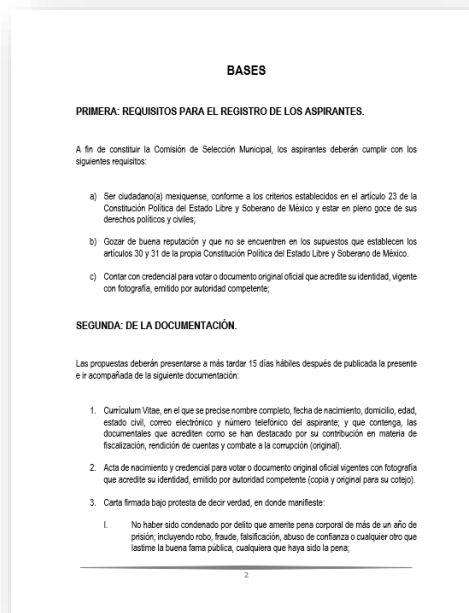 BASES
PRIMERA: REQUISITOS PARA EL REGISTRO DE LOS ASPIRANTES.
A fin de constituir la Comisión de Selección Municipal, los aspirantes deberán cumplir con los
siguientes requisitos:
a) Ser ciudadano(a) mexiquense, conforme a los criterios establecidos en el artículo 23 de la
Constitución Política del Estado Libre y Soberano de México y estar en pleno goce de sus
derechos políticos y civiles;
b) Gozar de buena reputación y que no se encuentren en los supuestos que establecen los
artículos 30 y 31 de la propia Constitución Política del Estado Libre y Soberano de México.
c) Contar con credencial para votar o documento original oficial que acredite su identidad, vigente
con fotografía, emitido por autoridad competente;
SEGUNDA: DE LA DOCUMENTACIÓN.
Las propuestas deberán presentarse a más tardar 15 días hábiles después de publicada la presente
e ir acompañada de la siguiente documentación:
1. Currículum Vitae, en el que se precise nombre completo, fecha de nacimiento, domicilio, edad,
estado civil, correo electrónico y número telefónico del aspirante; y que contenga, las
documentales que acrediten como se han destacado por su contribución en materia de
fiscalización, rendición de cuentas y combate a la corrupción (original).
2. Acta de nacimiento y credencial para votar o documento original oficial vigentes con fotografía
que acredite su identidad, emitido por autoridad competente (copia y original para su cotejo).
3. Carta firmada bajo protesta de decir verdad, en donde manifieste:
I. No haber sido condenado por delito que amerite pena corporal de más de un año de
prisión; incluyendo robo, fraude, falsificación, abuso de confianza o cualquier otro que
lastime la buena fama pública, cualquiera que haya sido la pena;
2